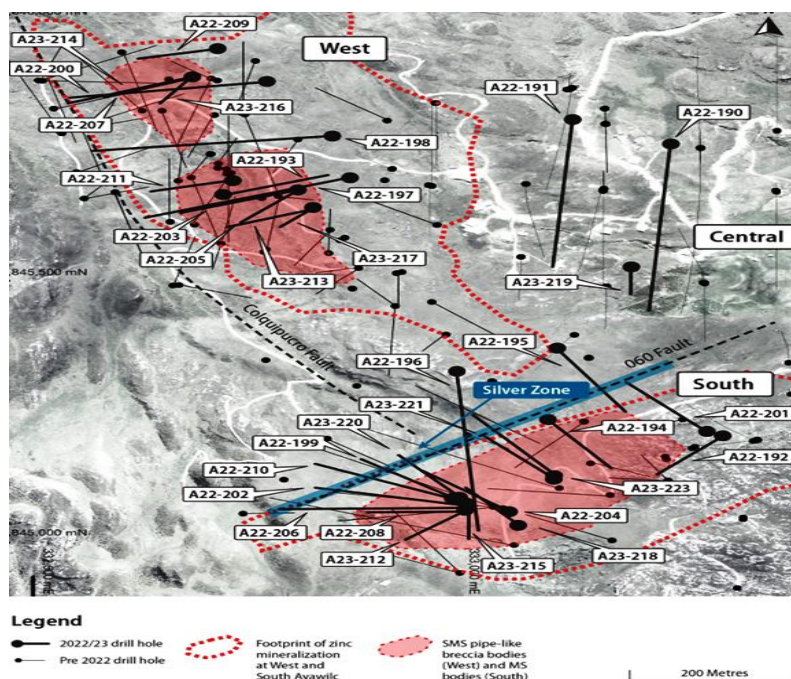 A22-209
A23-214
West
A22-200
A22-191
A22-190
A22-207
A23-216
A22-198
A22-193
A22-211
A22-197
Central
A22-203
A22-205
A23-217
A23-219
845,500 mN
A23-213
Colquipucro Fault
A22-195
060 Fault
A22-196
Silver Zone
South
A23-221
A22-201
A23-220
A22-194
A22-199
A22-192
A22-210
A23-223
A22-202
A22-204
845,000 mN
A22-206
A22-208
A23-218
A23-212
A23-215
333,000 mE
Legend
2022/23 drill hole
Pre 2022 drill hole
Footprint of zinc
mineralization
at West and
South Ayawilc
SMS pipe-like
breccia bodies
(West) and MS
bodies (South)
200 Metres